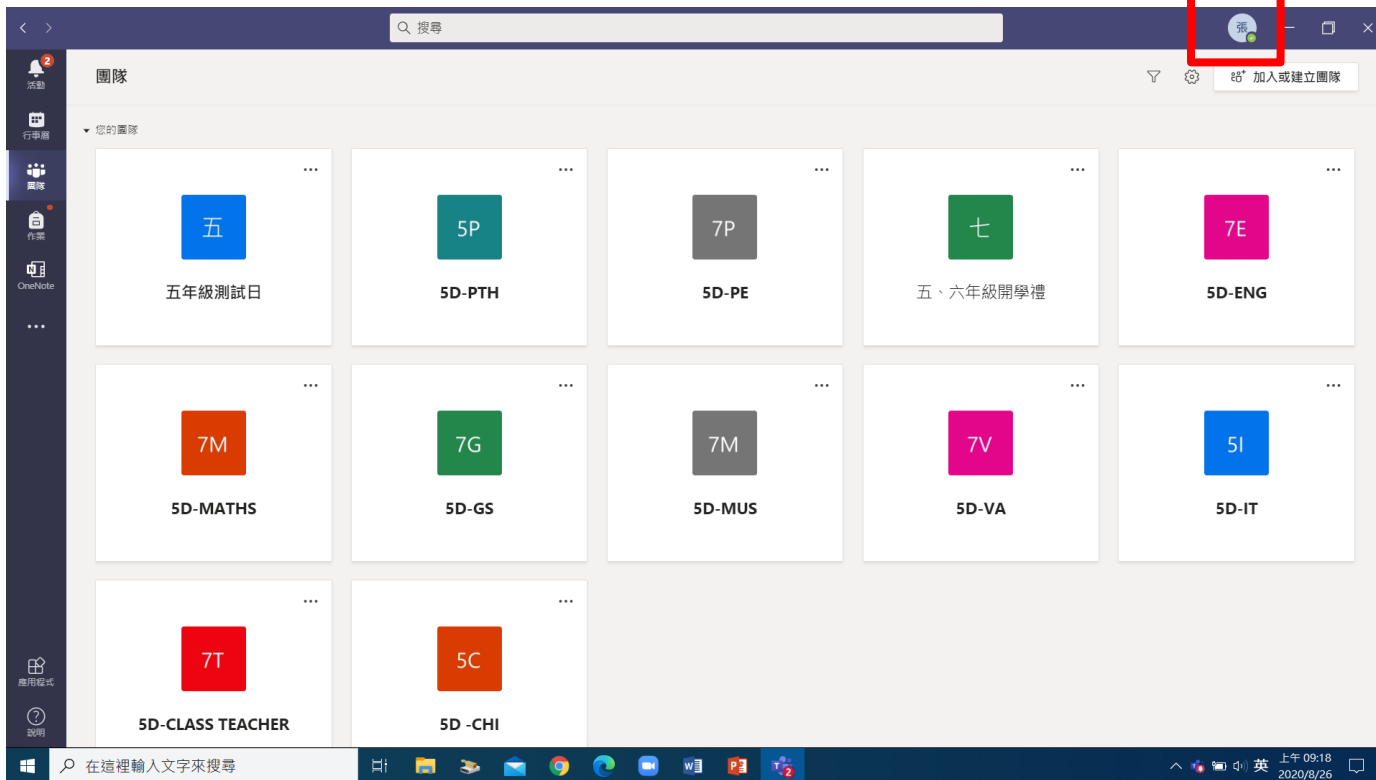 搜尋
張
2
活動
團隊
加入或建立團隊
行事曆
您的團隊
團隊
五
5P
7P
七
7E
作業
五年級測試日
5D-PTH
5D-PE
五、六年級開學禮
5D-ENG
OneNote
7M
7G
7M
7V
5I
5D-MATHS
5D-GS
5D-MUS
5D-VA
5D-IT
7T
5C
應用程式
5D-CLASS TEACHER
5D -CHI
說明
在這裡輸入文字來搜尋
2
英
上午 09:18
2020/8/26